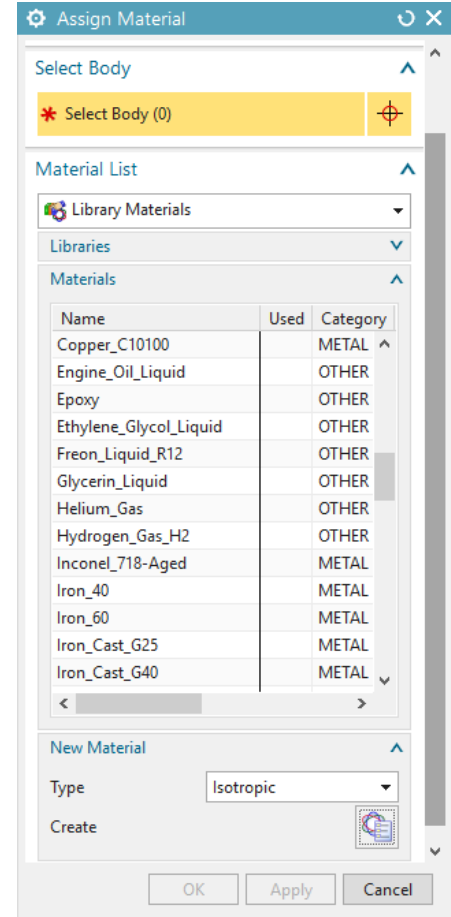 Assign Material
Select Body
* Select Body (0)
Material List
Library Materials
Libraries
Materials
Name Used Categor​y
Copper_C10100 METAL
Engine_Oil_Liquid OTHER
Epoxy OTHER
Ethylene_Glycol_Liquid OTHER
Freon_Liquid_R12 OTHER
Glycerin_Liquid OTHER
Helium_Gas OTHER
Hydrogen_Gas_H2 OTHER
Inconel_718-Aged METAL
Iron_40 METAL
Iron_60 METAL
Iron_Cast_G25 METAL
Iron_Cast_G40 METAL
New Material
Type Isotropic
Create
OK Apply Cancel